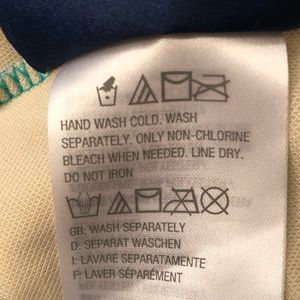 HAND WASH COLD. WASH
SEPARATELY. ONLY NON-CHLORINE
BLEACH WHEN NEEDED. LINE DRY.
DO NOT IRON
GB: WASH SEPARATELY
D: SEPARAT WASCHEN
I: LAVARE SEPARATAMENTE
F: LAVER SÉPARÉMENT